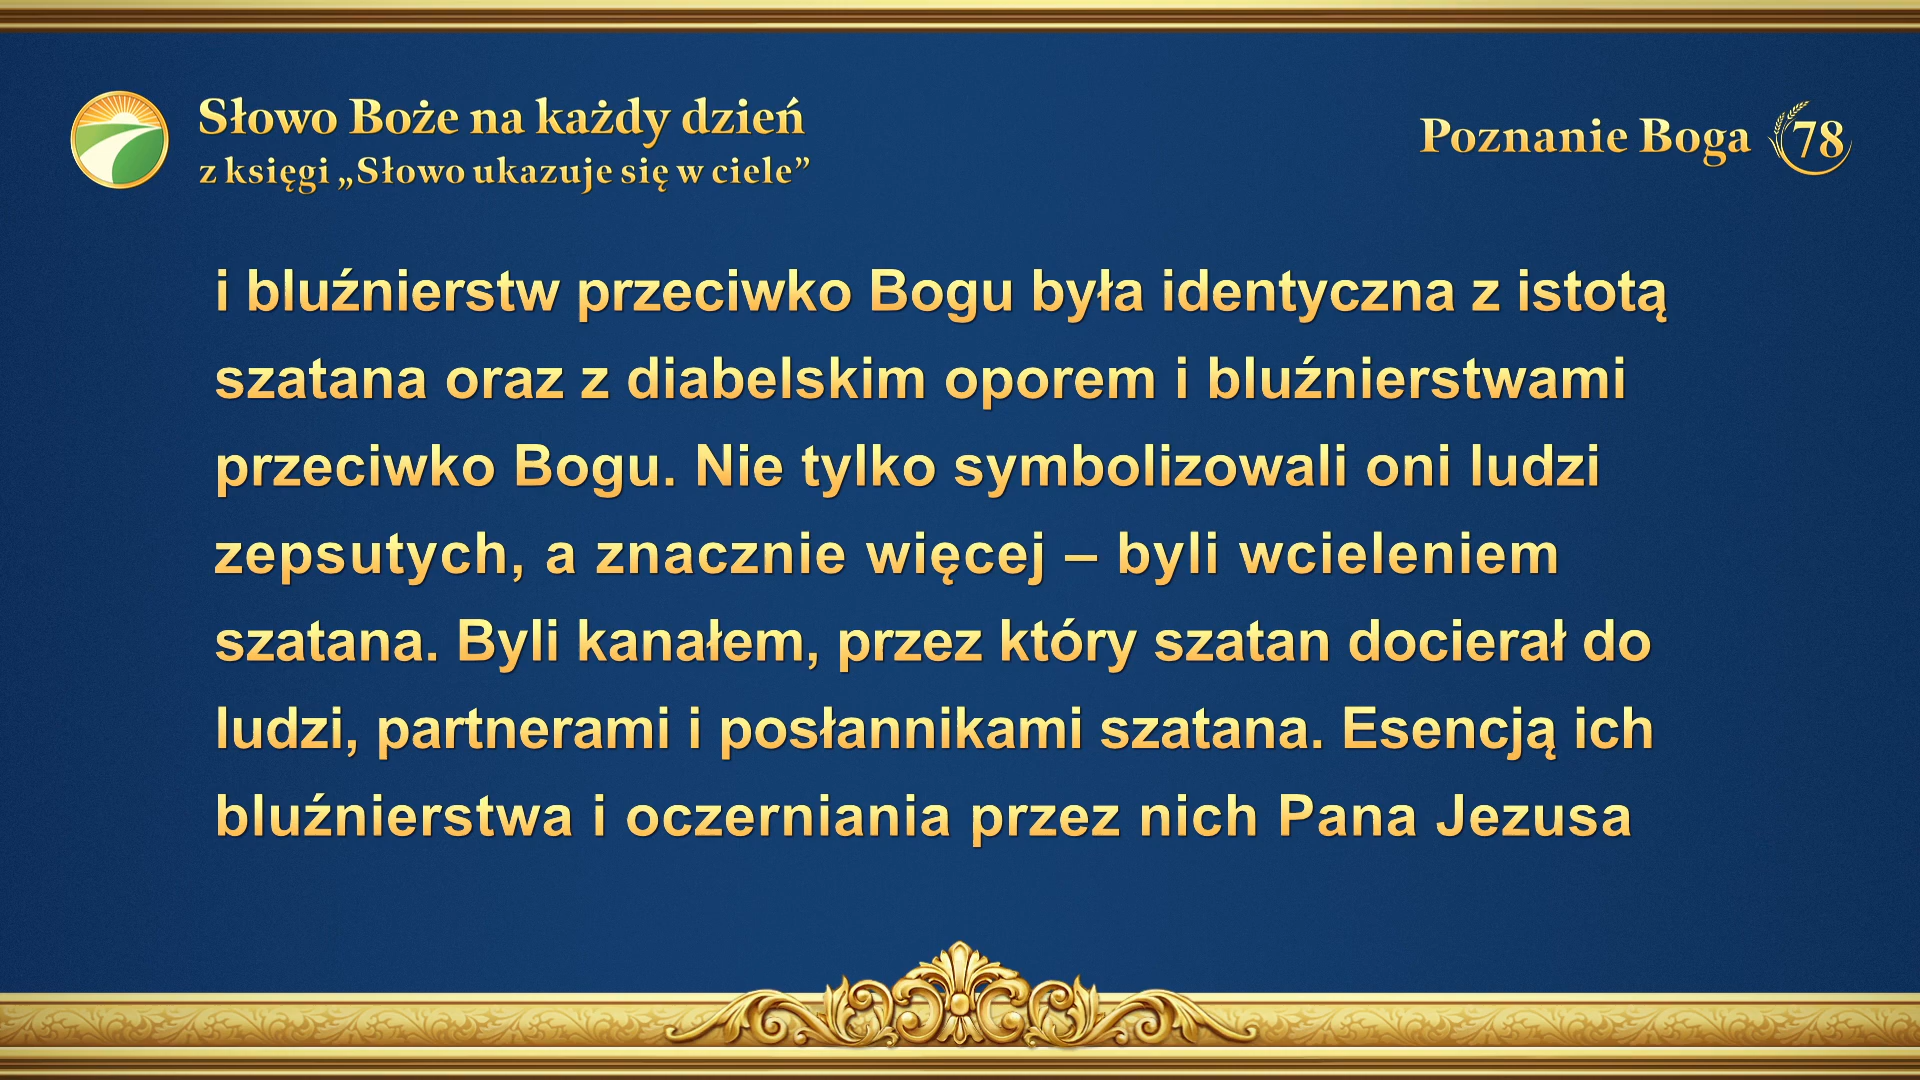 Słowo Boże na każdy dzień
z księgi „Słowo ukazuje się w ciele”
Poznanie Boga 78
i bluźnierstw przeciwko Bogu była identyczna z istotą
szatana oraz z diabelskim oporem i bluźnierstwami
przeciwko Bogu. Nie tylko symbolizowali oni ludzi
zepsutych, a znacznie więcej – byli wcieleniem
szatana. Byli kanałem, przez który szatan docierał do
ludzi, partnerami i posłannikami szatana. Esencją ich
bluźnierstwa i oczerniania przez nich Pana Jezusa